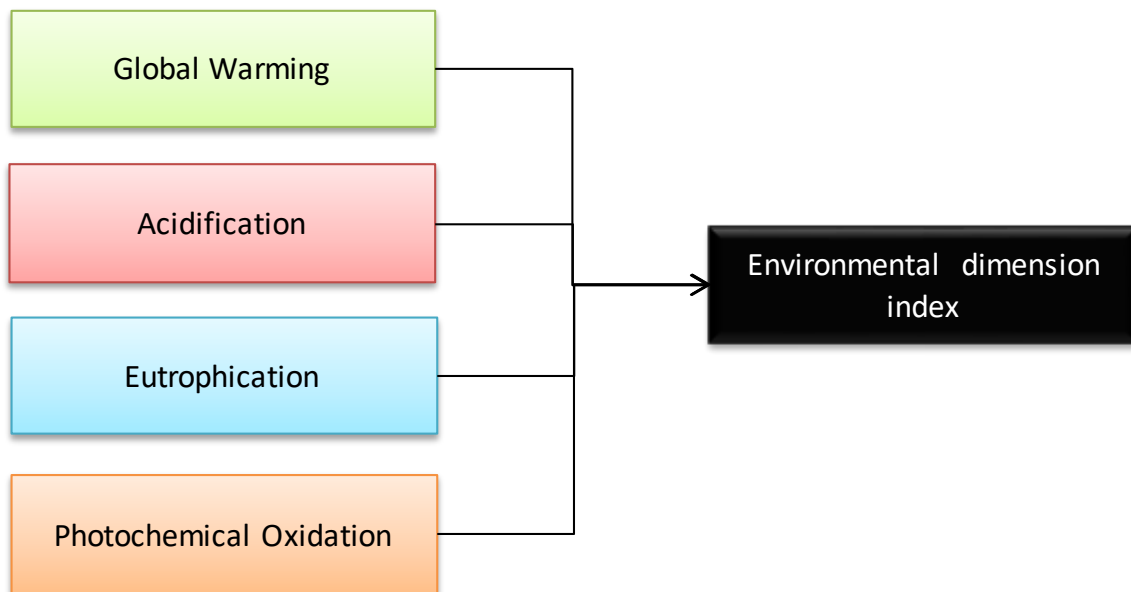 Global Warming
Acidification
Environmental dimension
index
Eutrophication
Photochemical Oxidation